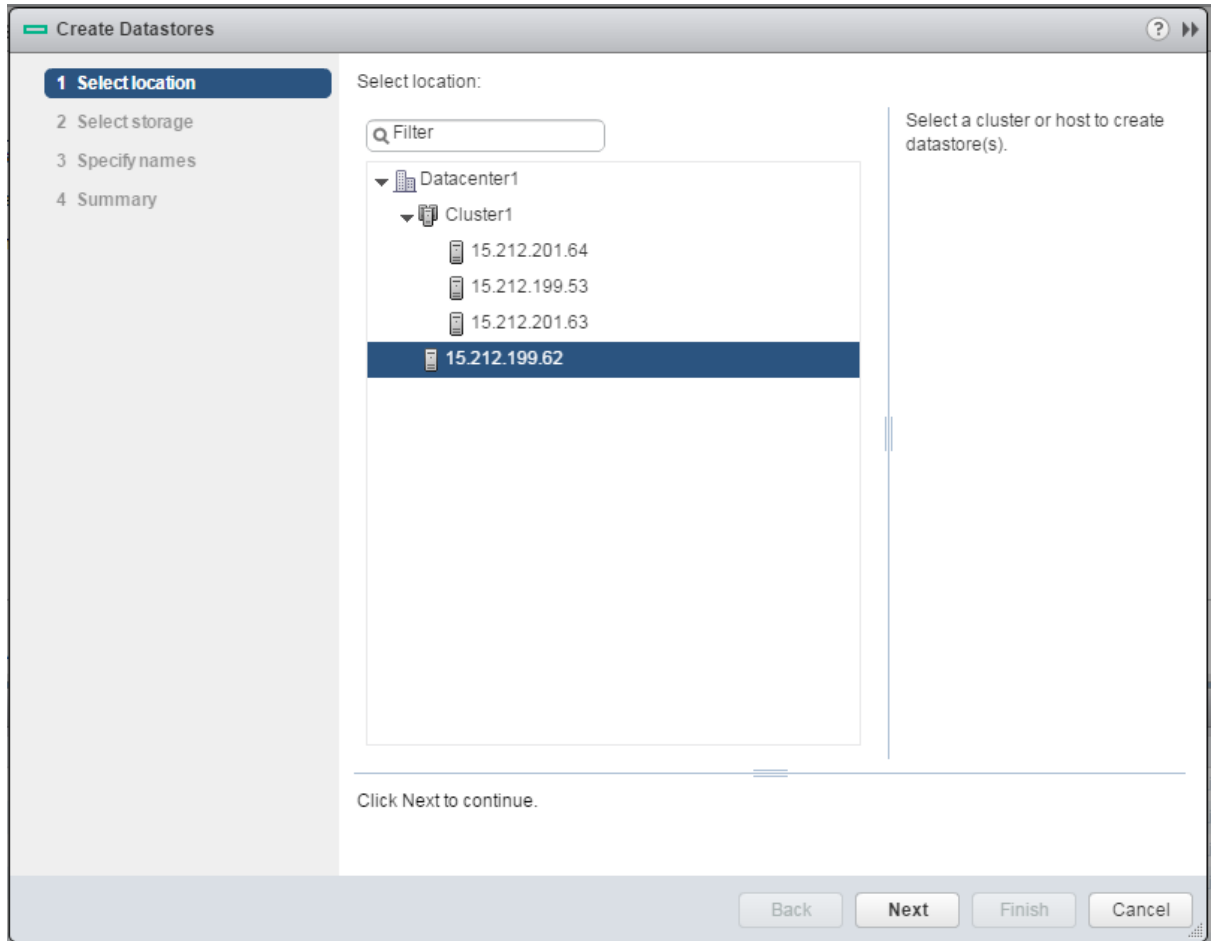 Create Datastores
?
1 Select location
2 Select storage
3 Specify names
4 Summary
Select location:
Filter
Datacenter1
Cluster1
15.212.201.64
15.212.199.53
15.212.201.63
15.212.199.62
Select a cluster or host to create
datastore(s).
Click Next to continue.
Back Next Finish Cancel